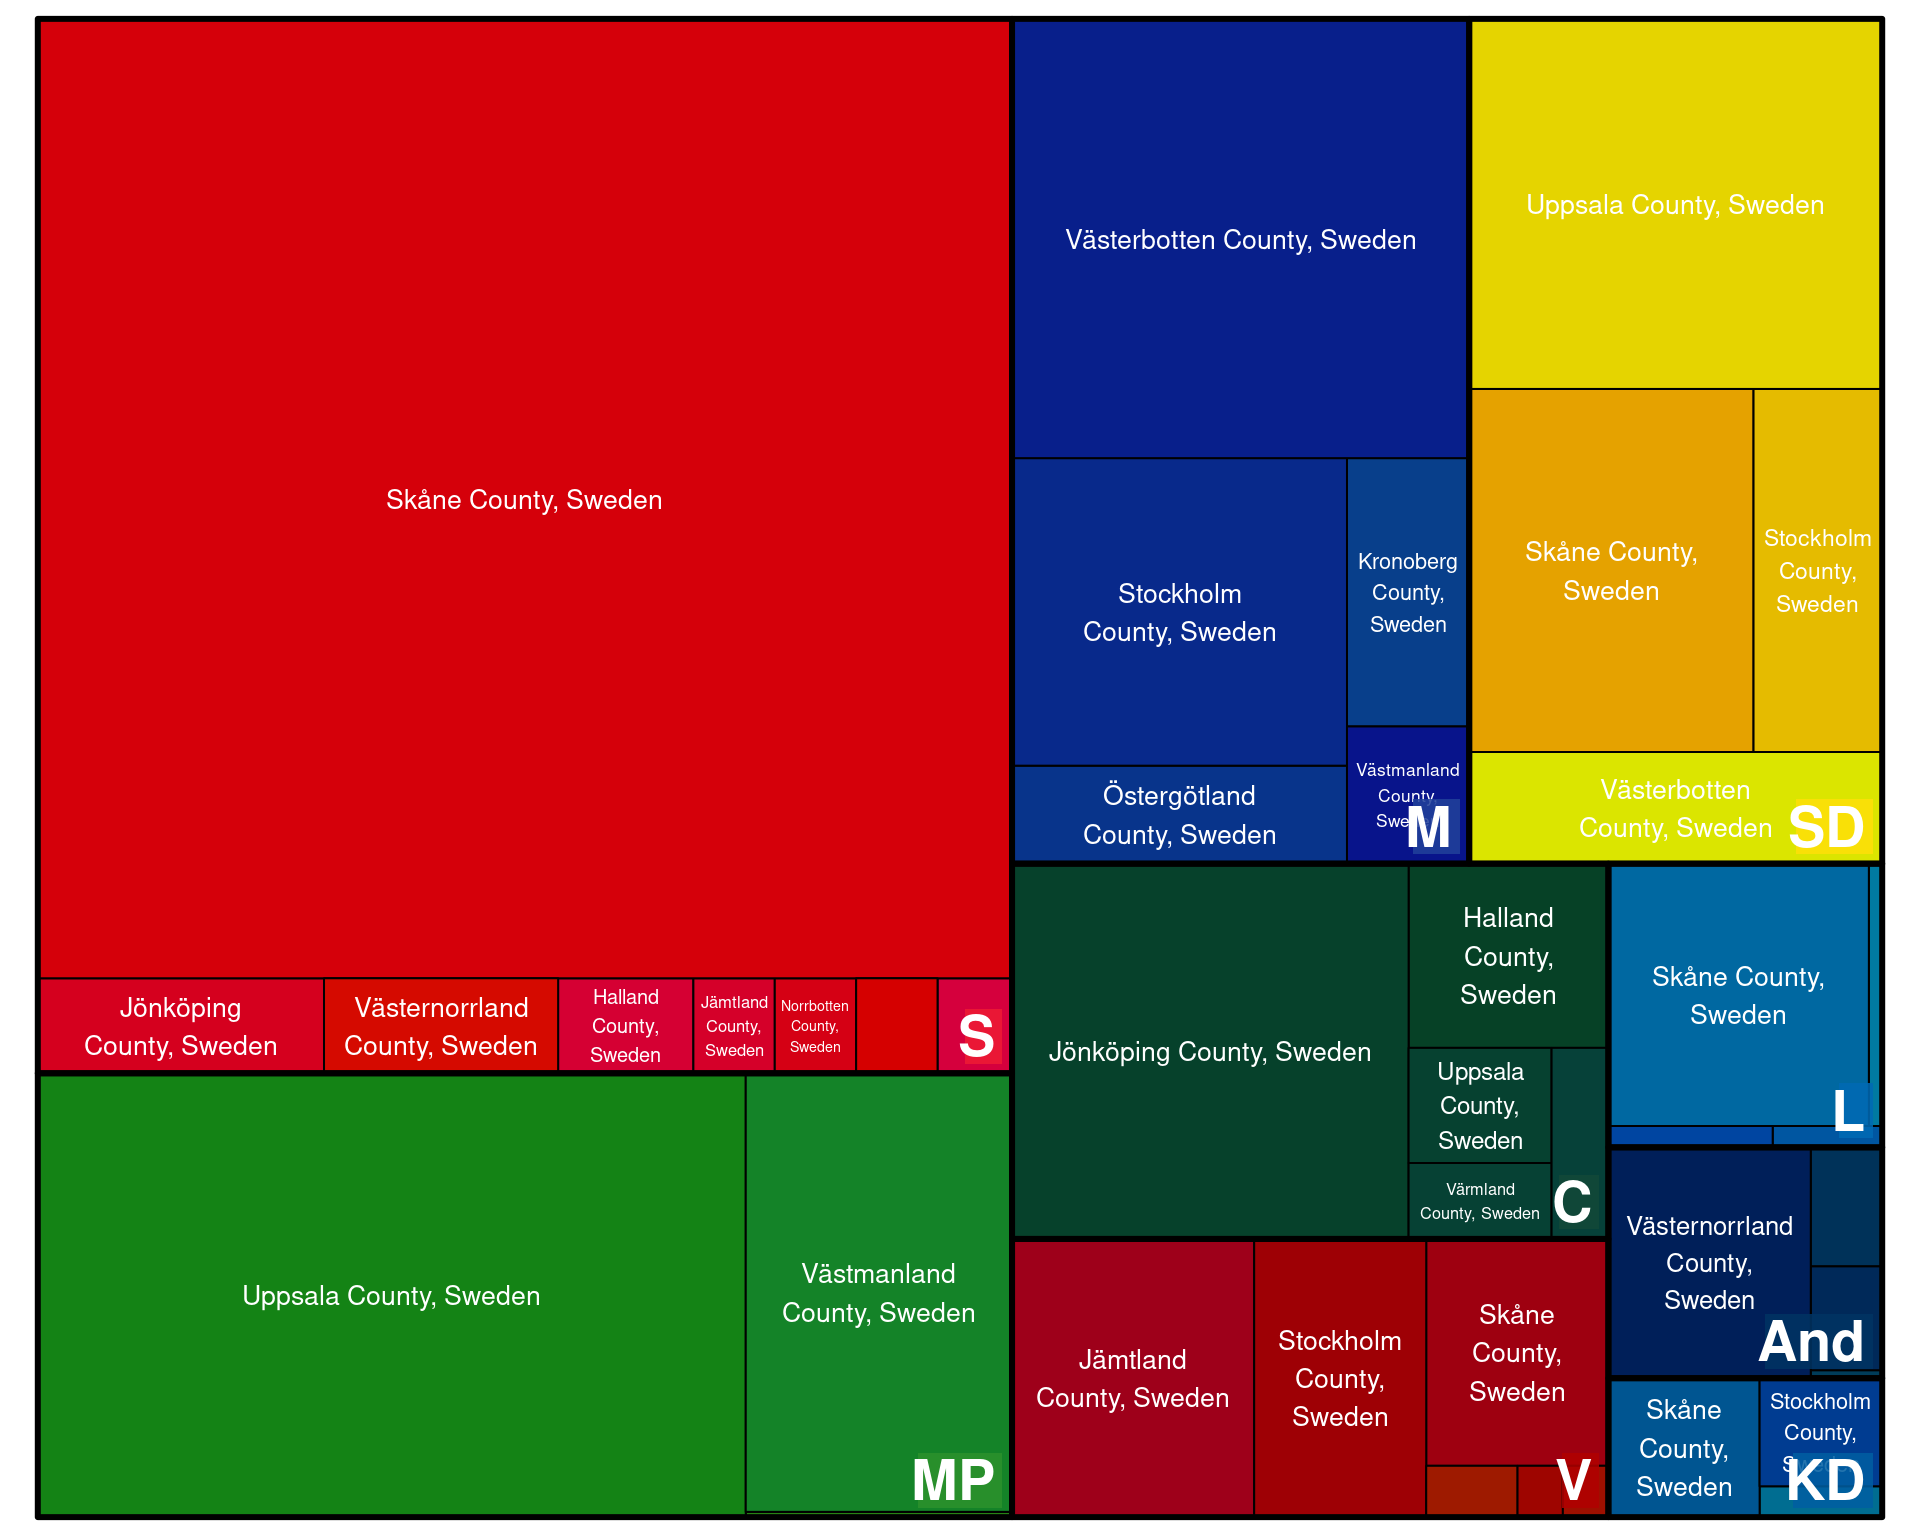 Skåne County, Sweden
Jönköping
County, Sweden
Västernorrland
County, Sweden
Halland
County,
Sweden
Jämtland
County,
Sweden
Norrbotten
County,
Sweden
S
Uppsala County, Sweden
Västmanland
County, Sweden
MP
Västerbotten County, Sweden
Stockholm
County, Sweden
Kronoberg
County,
Sweden
Östergötland
County, Sweden
Västmanland
County,
M
Uppsala County, Sweden
Skåne County,
Sweden
Stockholm
County,
Sweden
Västerbotten
County, Sweden
SD
Jönköping County, Sweden
Halland
County,
Sweden
Uppsala
County,
Sweden
Värmland
County, Sweden
C
Skåne County,
Sweden
L
Västernorrland
County,
Sweden
And
Jämtland
County, Sweden
Stockholm
County,
Sweden
Skåne
County,
Sweden
V
Skåne
County,
Sweden
Stockholm
County,
KD